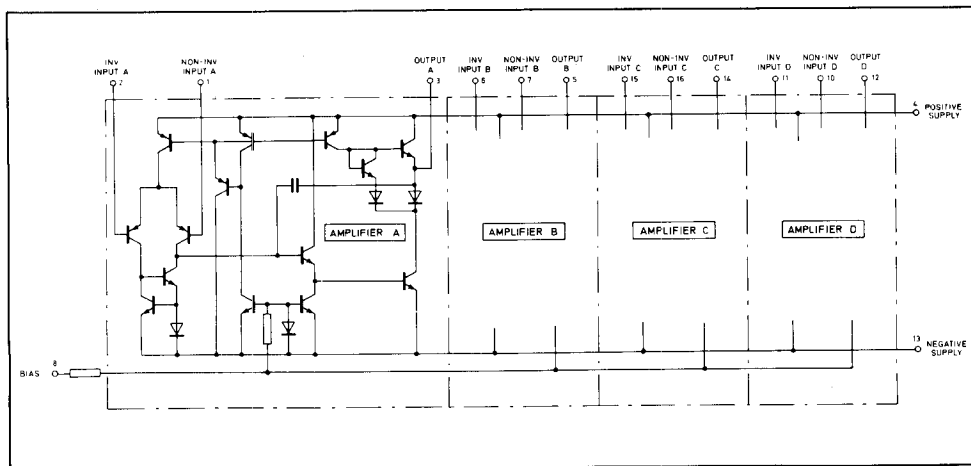 INV
INPUT A
2
NON-INV
INPUT A
1
OUTPUT
A
3
INV
INPUT B
6
NON-INV
INPUT B
7
OUTPUT
B
5
INV
INPUT C
15
NON-INV
INPUT C
16
OUTPUT
C
14
INV
INPUT D
11
NON-INV
INPUT D
10
OUTPUT
D
12
4
POSITIVE
SUPPLY
AMPLIFIER A
AMPLIFIER B
AMPLIFIER C
AMPLIFIER D
13
NEGATIVE
SUPPLY
8
BIAS